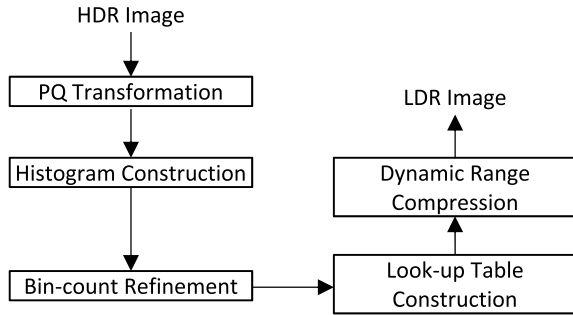 HDR Image
PQ Transformation
Histogram Construction
Bin-count Refinement
Look-up Table
Construction
Dynamic Range
Compression
LDR Image